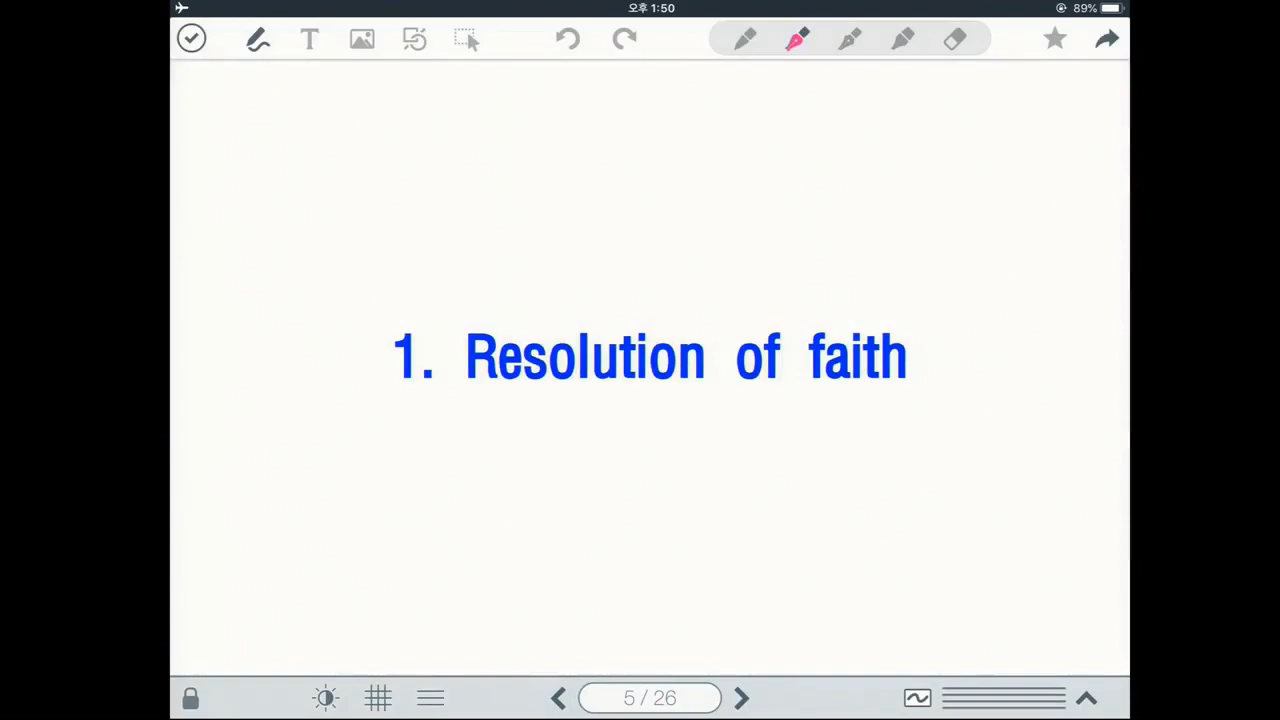 오후 1:50
89%
T
1. Resolution of faith
5 / 26